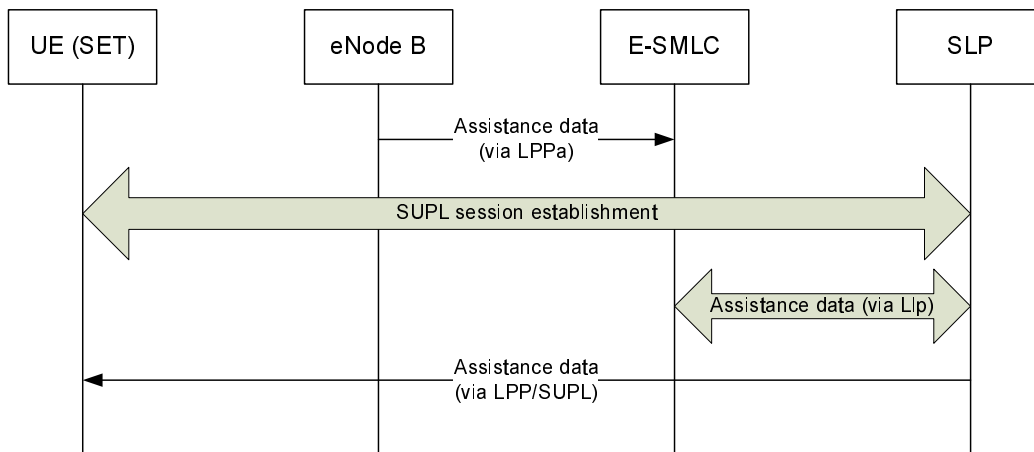 UE (SET)
eNode B
E-SMLC
SLP
Assistance data
(via LPPa)
SUPL session establishment
Assistance data (via Llp)
Assistance data
(via LPP/SUPL)